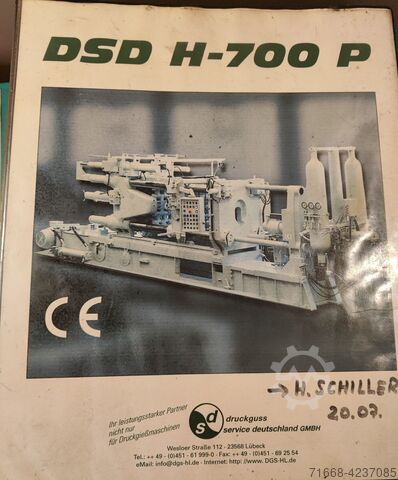 DSD H-700 P
CE
→ H. SCHILLER
20.07.
Ihr leistungsstarker Partner
nicht nur
für Druckgießmaschinen
dsd
druckguss
service deutschland GMBH
Wesloer Straße 112 · 23568 Lübeck
Tel.: ++ 49 - (0)451 - 61 999-0 · Fax: ++ 49 - (0)451 - 69 25 54
eMail: info@dgs-hl.de · Internet: http://www.DGS-HL.de
71668-4237085